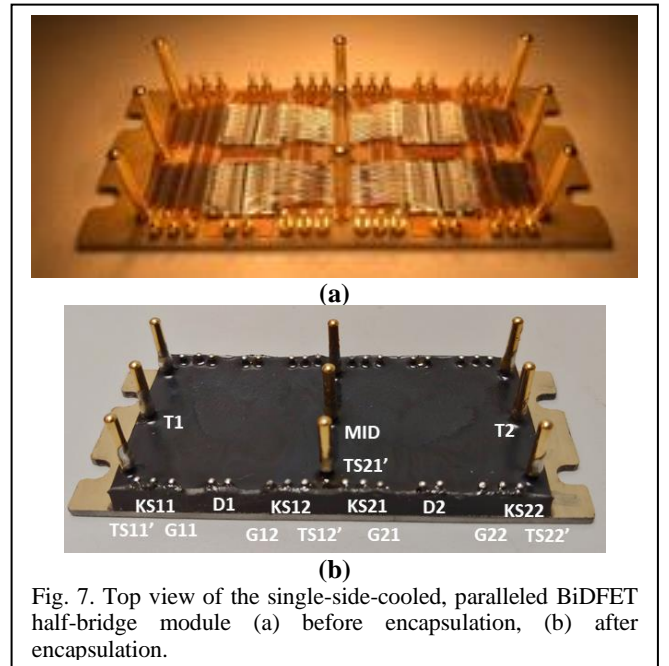 (a)
T1
MID
T2
TS21'
KS11 D1 KS12 KS21 D2 KS22
TS11' G11 G12 TS12' G21 G22 TS22'
(b)
Fig. 7. Top view of the single-side-cooled, paralleled BiDFET
half-bridge module (a) before encapsulation, (b) after
encapsulation.